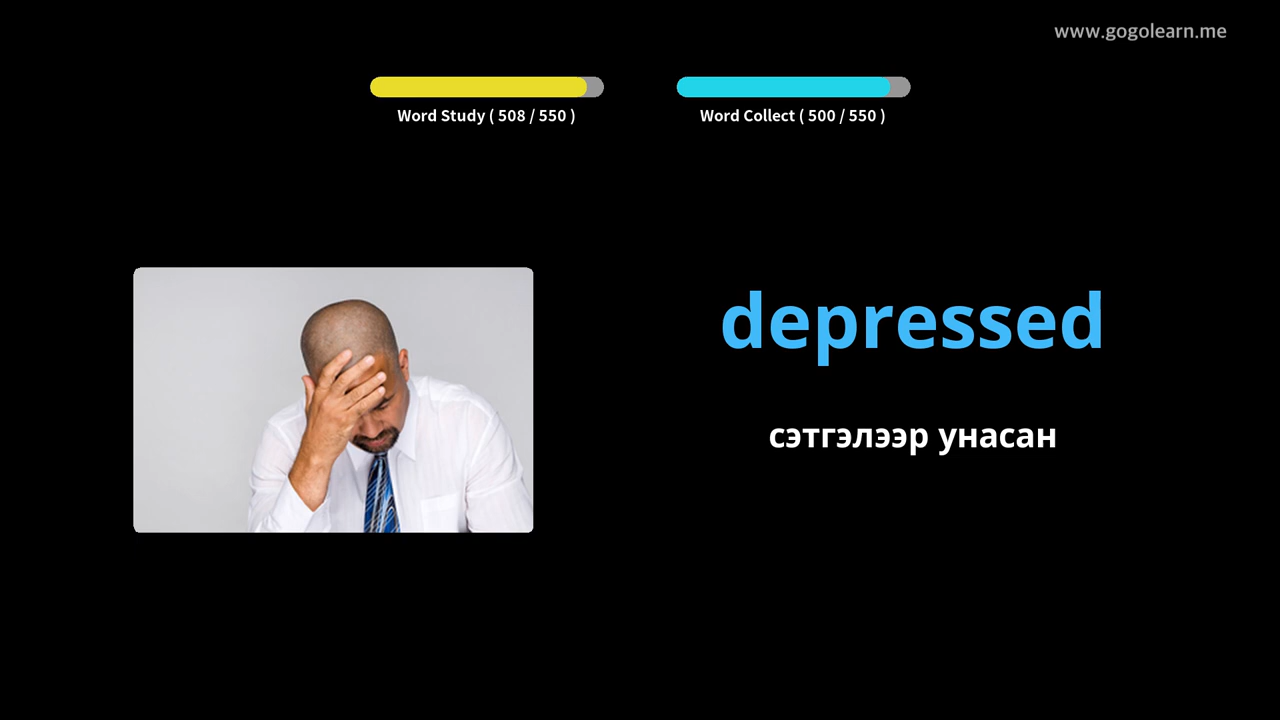 www.gogolearn.me
Word Study ( 508 / 550 )
Word Collect ( 500 / 550 )
depressed
сэтгэлээр унасан